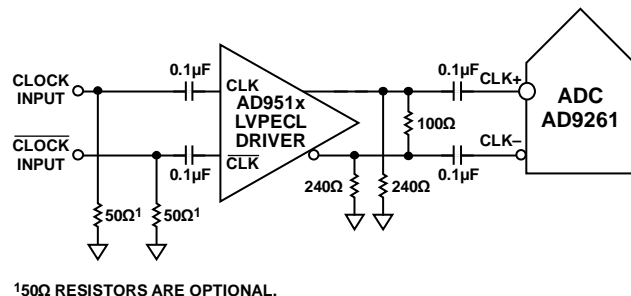 0.1µF
0.1µF
CLOCK
INPUT
CLK
CLK+
AD951x
LVPECL
DRIVER
ADC
AD9261
100Ω
CLOCK
INPUT
CLK
CLK–
0.1µF
0.1µF
240Ω
240Ω
50Ω¹
50Ω¹
¹50Ω RESISTORS ARE OPTIONAL.